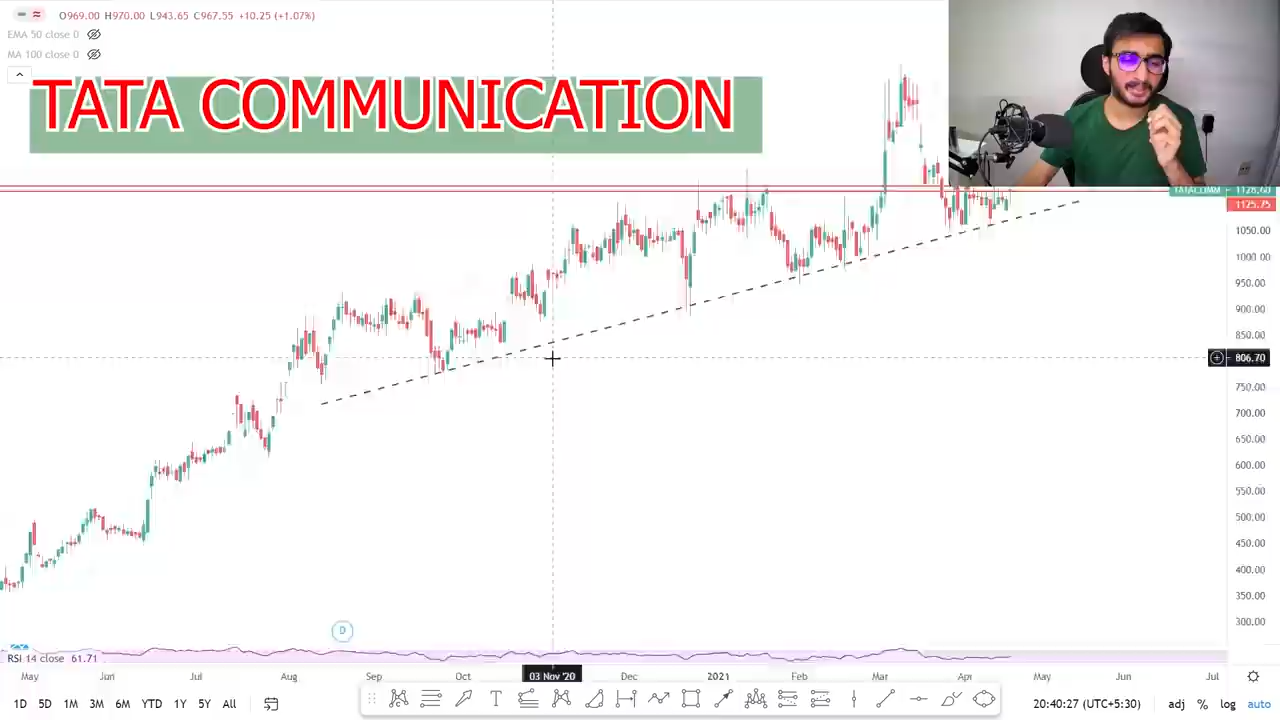 O969.00 H970.00 L943.65 C967.55 +10.25 (+1.07%)
EMA 50 close 0
MA 100 close 0
TATA COMMUNICATION
TATACOMM 1128.60
1125.75
1050.00
1000.00
950.00
900.00
850.00
806.70
750.00
700.00
650.00
600.00
550.00
500.00
450.00
400.00
350.00
300.00
D
RSI 14 close 61.71
May Jun Jul Aug Sep Oct 03 Nov '20 Dec 2021 Feb Mar Apr May Jun Jul
1D 5D 1M 3M 6M YTD 1Y 5Y All
T
20:40:27 (UTC+5:30) adj % log auto